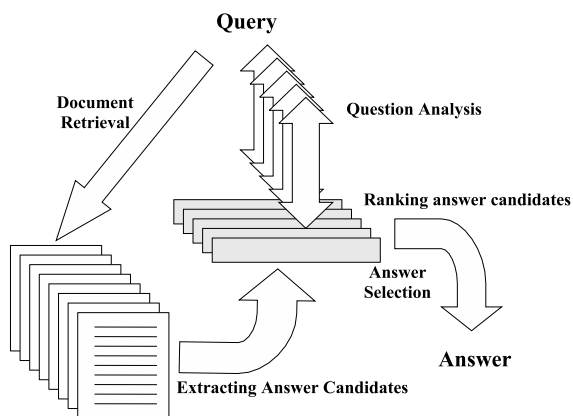 Query
Document
Retrieval
Question Analysis
Ranking answer candidates
Answer
Selection
Answer
Extracting Answer Candidates